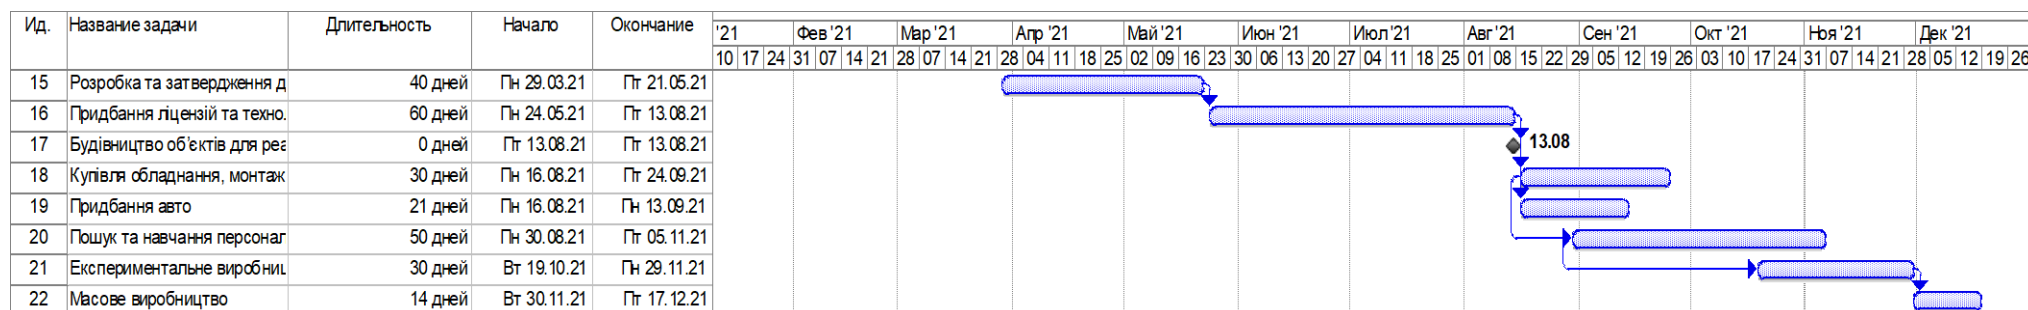 Ид. Название задачи Длительность Начало Окончание '21 Фев '21 Мар '21 Апр '21 Май '21 Июн '21 Июл '21 Авг '21 Сен '21 Окт '21 Ноя '21 Дек '21
10 17 24 31 07 14 21 28 07 14 21 28 04 11 18 25 02 09 16 23 30 06 13 20 27 04 11 18 25 01 08 15 22 29 05 12 19 26 03 10 17 24 31 07 14 21 28 05 12 19 26
15 Розробка та затвердження д 40 дней Пн 29.03.21 Пт 21.05.21
16 Придбання ліцензій та техно. 60 дней Пн 24.05.21 Пт 13.08.21
17 Будівництво об'єктів для реа 0 дней Пт 13.08.21 Пт 13.08.21 13.08
18 Купівля обладнання, монтаж 30 дней Пн 16.08.21 Пт 24.09.21
19 Придбання авто 21 дней Пн 16.08.21 Пн 13.09.21
20 Пошук та навчання персонал 50 дней Пн 30.08.21 Пт 05.11.21
21 Експериментальне виробниц 30 дней Вт 19.10.21 Пн 29.11.21
22 Масове виробництво 14 дней Вт 30.11.21 Пт 17.12.21